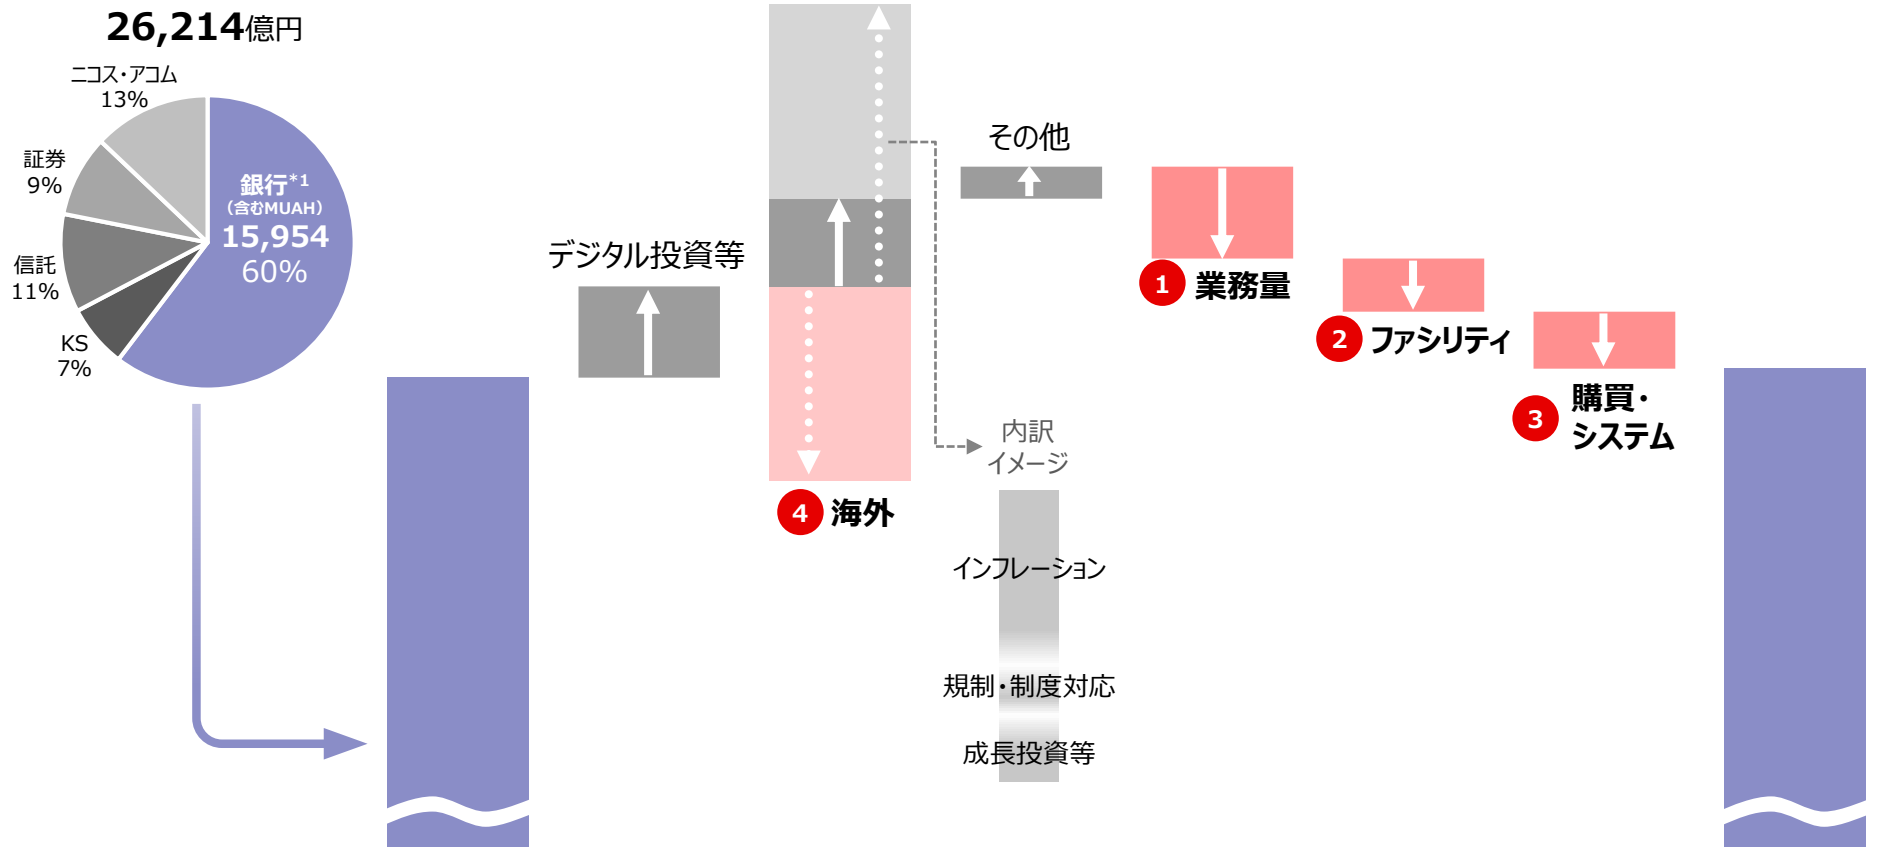 26,214億円
ニコス・アコム
13%
証券
9%
信託
11%
KS
7%
銀行*1
（含むMUAH）
15,954
60%
デジタル投資等
4 海外
その他
内訳
イメージ
インフレーション
規制・制度対応
成長投資等
1 業務量
2 ファシリティ
3 購買・
システム